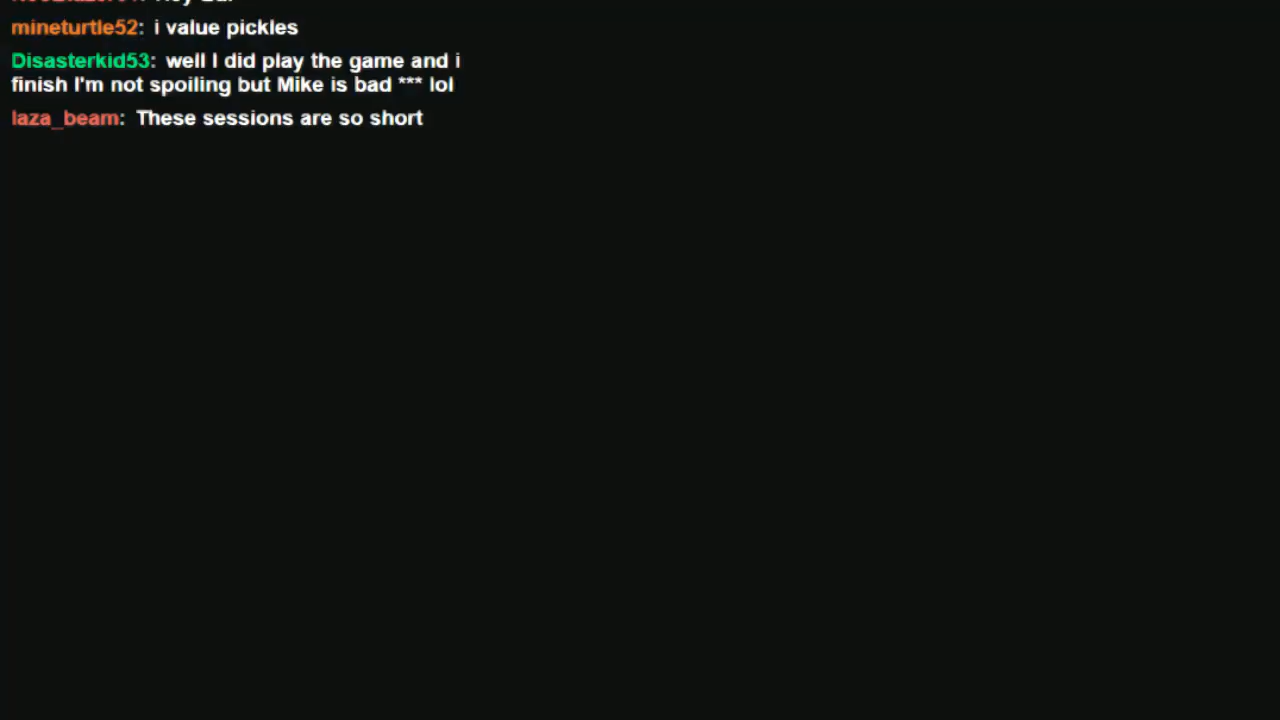 mineturtle52: i value pickles
Disasterkid53: well I did play the game and i
finish I'm not spoiling but Mike is bad *** lol
laza_beam: These sessions are so short